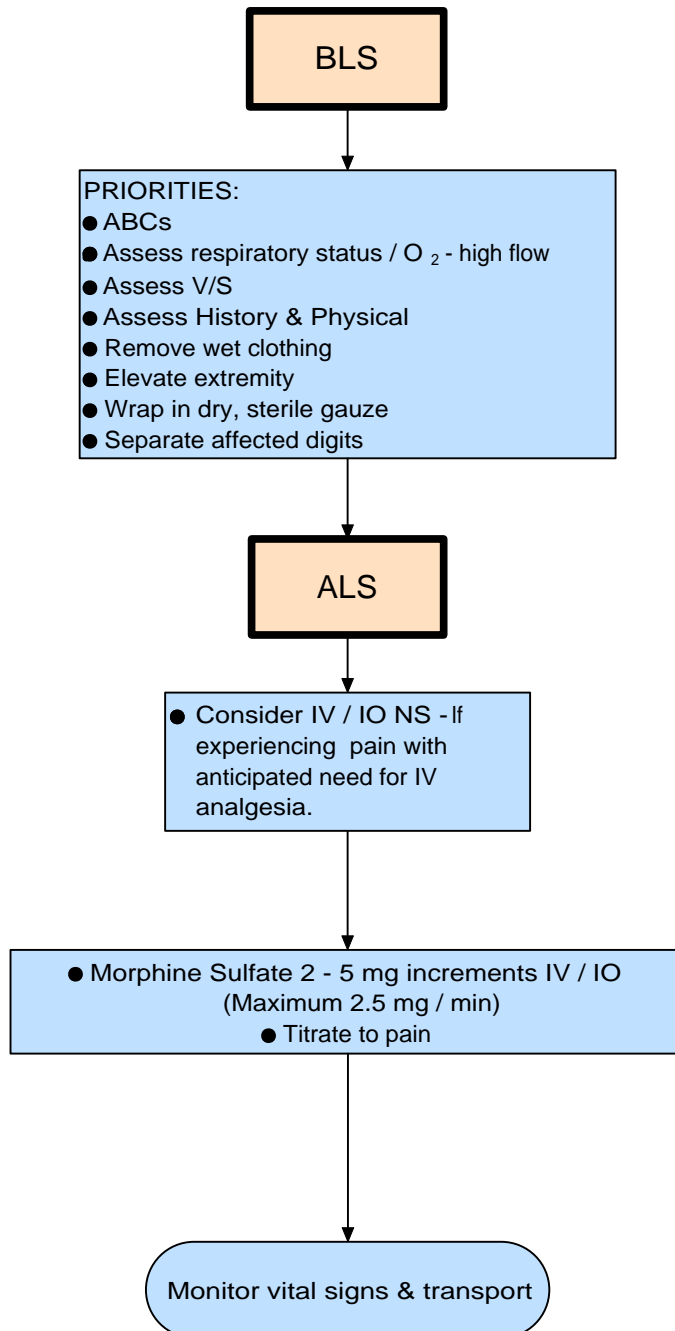 BLS
PRIORITIES:
● ABCs
● Assess respiratory status / O 2 - high flow
● Assess V/S
● Assess History & Physical
● Remove wet clothing
● Elevate extremity
● Wrap in dry, sterile gauze
● Separate affected digits
ALS
● Consider IV / IO NS - If
experiencing pain with
anticipated need for IV
analgesia.
● Morphine Sulfate 2 - 5 mg increments IV / IO
(Maximum 2.5 mg / min)
● Titrate to pain
Monitor vital signs & transport